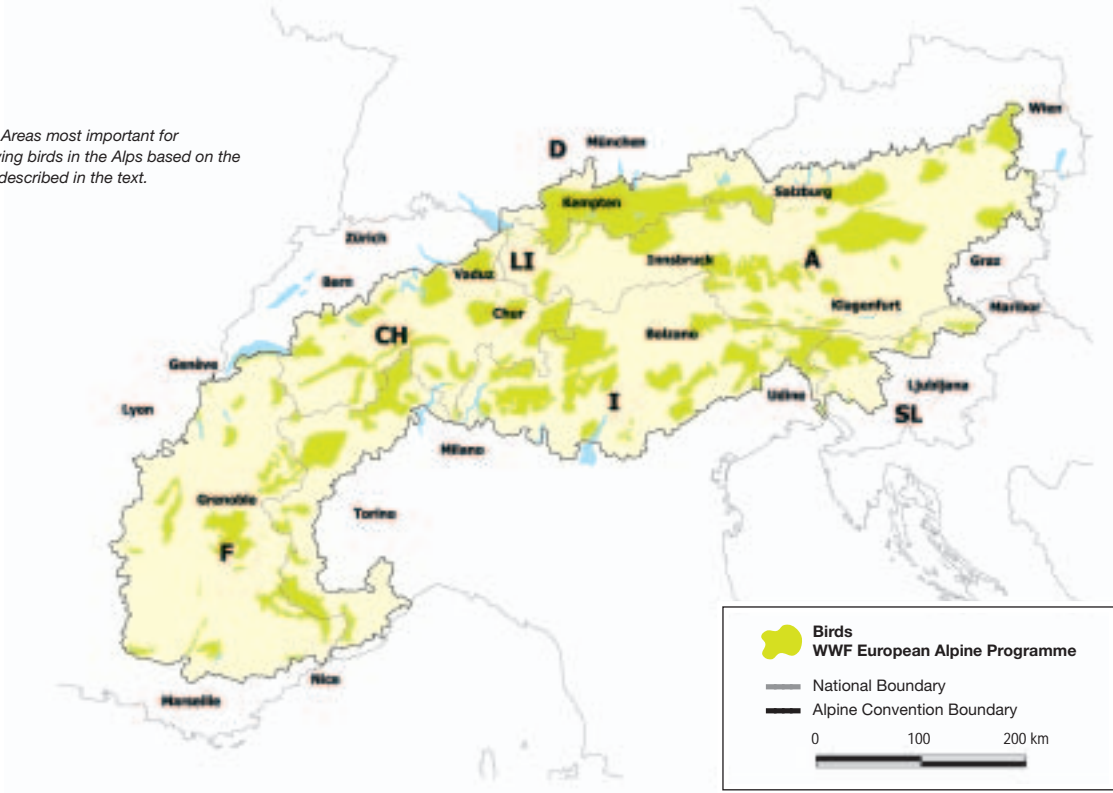 Areas most important for
ing birds in the Alps based on the
described in the text.
Wien
D
München
Kempten
Salzburg
Zürich
Vaduz
LI
Innsbruck
A
Graz
Bern
Chur
Klagenfurt
Maribor
CH
Bolzano
Genève
Ljubljana
Lyon
I
Udine
SL
Milano
Grenoble
Torino
F
Nice
Marseille
Birds
WWF European Alpine Programme
National Boundary
Alpine Convention Boundary
0 100 200 km